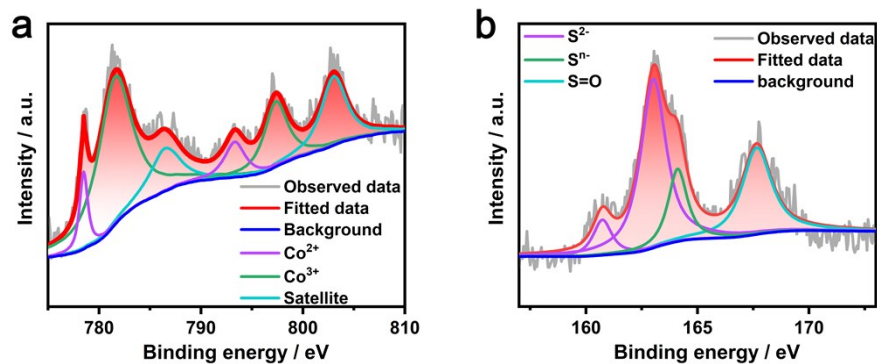 a
Intensity / a.u.
Observed data
Fitted data
Background
Co2+
Co3+
Satellite
780 790 800 810
Binding energy / eV
b
Intensity / a.u.
S2-
Sn-
S=O
Observed data
Fitted data
background
160 165 170
Binding energy / eV